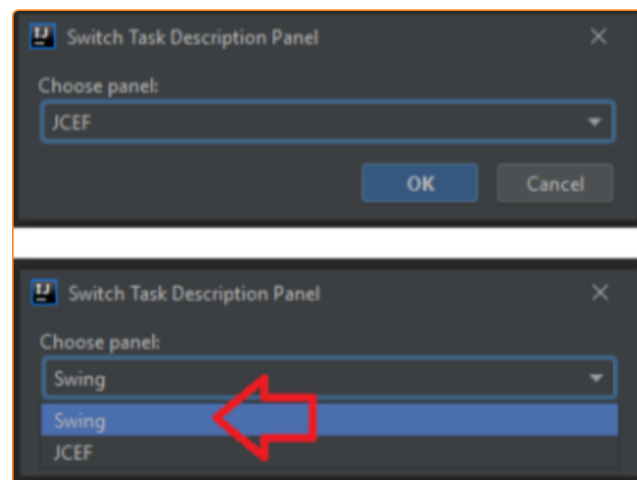 Switch Task Description Panel
Choose panel:
JCEF
OK
Cancel
Switch Task Description Panel
Choose panel:
Swing
Swing
JCEF